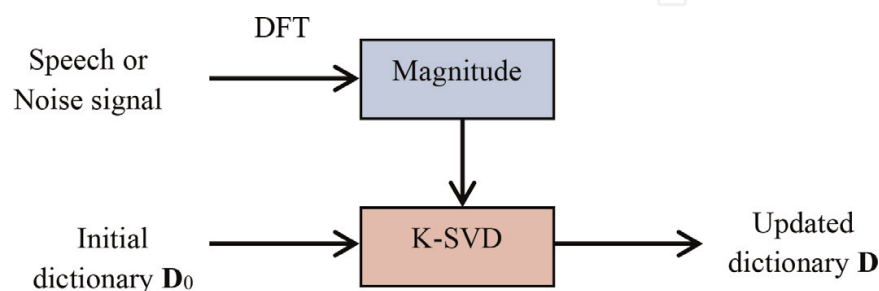 DFT
Speech or
Noise signal
Magnitude
Initial
dictionary D0
K-SVD
Updated
dictionary D